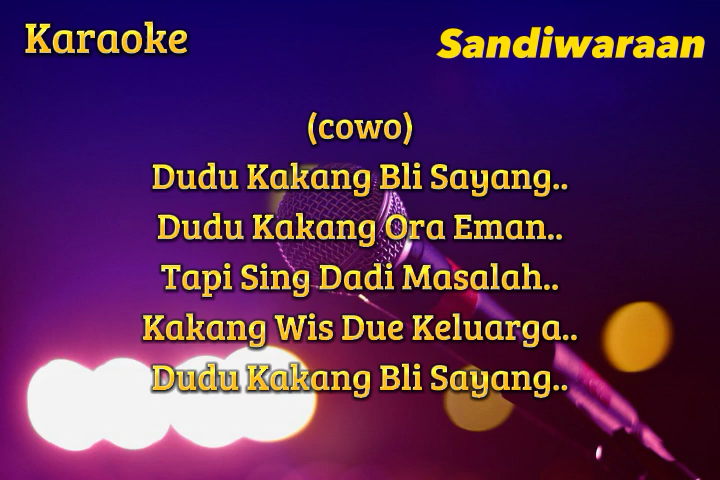 Karaoke
Sandiwaraan
(cowo)
Dudu Kakang Bli Sayang..
Dudu Kakang Ora Eman..
Tapi Sing Dadi Masalah..
Kakang Wis Due Keluarga..
Dudu Kakang Bli Sayang..